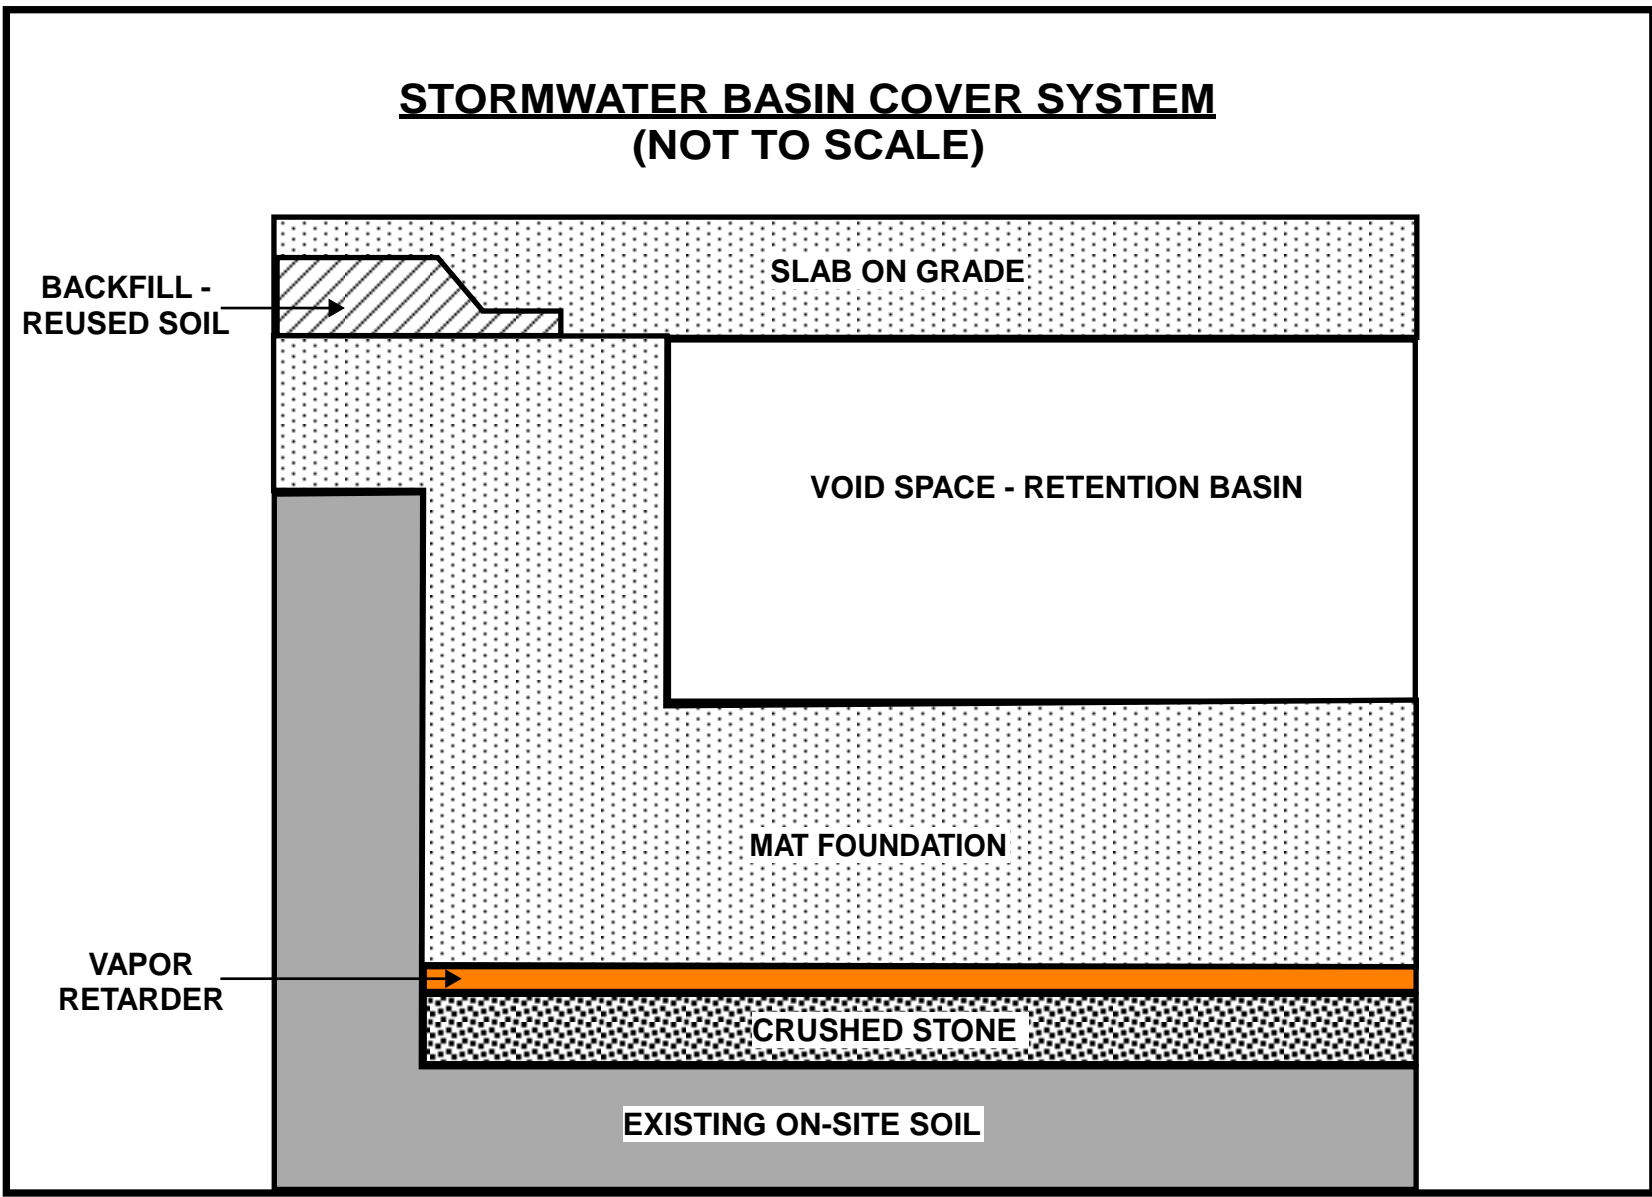 STORMWATER BASIN COVER SYSTEM
(NOT TO SCALE)
SLAB ON GRADE
BACKFILL -
REUSED SOIL
VOID SPACE - RETENTION BASIN
MAT FOUNDATION
VAPOR
RETARDER
CRUSHED STONE
EXISTING ON-SITE SOIL